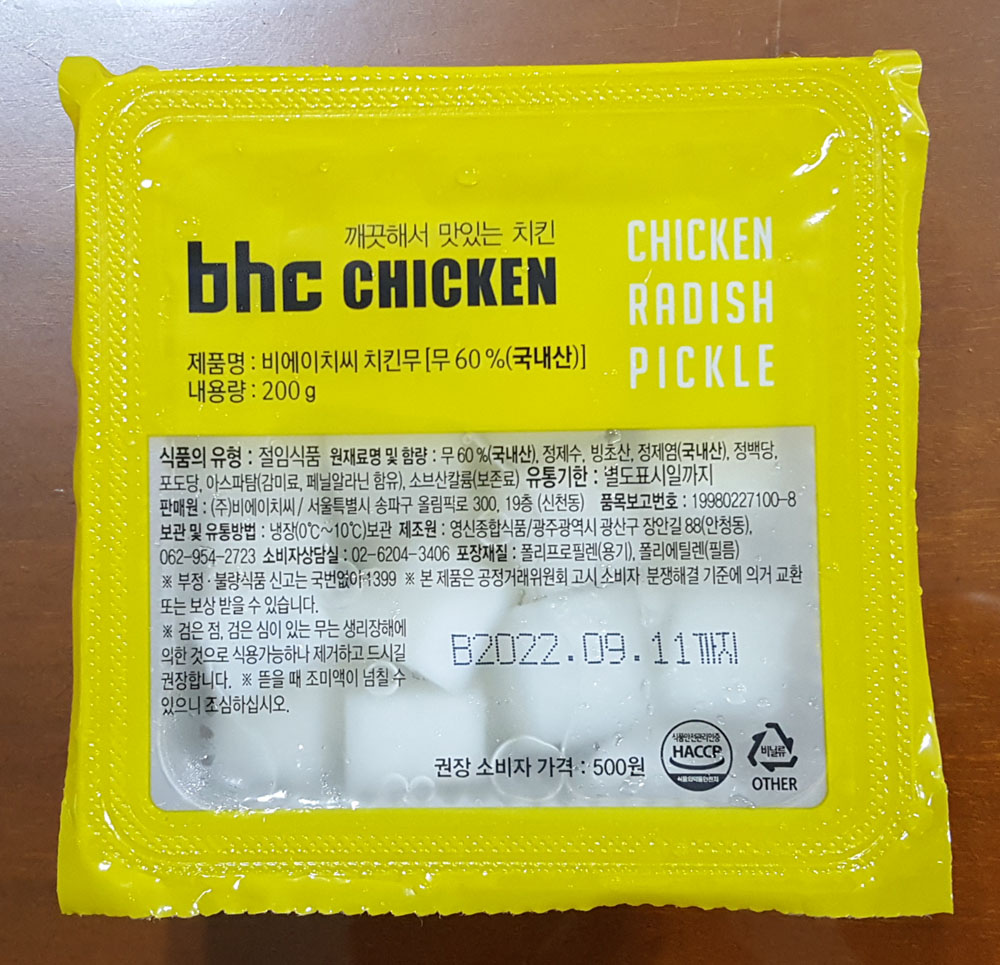 깨끗해서 맛있는 치킨
bhc CHICKEN
CHICKEN
RADISH
PICKLE
제품명 : 비에이치씨 치킨무 [무 60 %(국내산)]
내용량 : 200 g
식품의 유형 : 절임식품 원재료명 및 함량 : 무 60 %(국내산), 정제수, 빙초산, 정제염(국내산), 정백당,
포도당, 아스파탐(감미료, 페닐알라닌 함유), 소브산칼륨(보존료) 유통기한 : 별도표시일까지
판매원 : (주)비에이치씨 / 서울특별시 송파구 올림픽로 300, 19층 (신천동) 품목보고번호 : 19980227100-8
보관 및 유통방법 : 냉장(0℃~10℃)보관 제조원 : 영신종합식품/광주광역시 광산구 장안길 88(안청동),
062-954-2723 소비자상담실 : 02-6204-3406 포장재질 : 폴리프로필렌(용기), 폴리에틸렌(필름)
※ 부정·불량식품 신고는 국번없이 1399 ※ 본 제품은 공정거래위원회 고시 소비자 분쟁해결 기준에 의거 교환
또는 보상 받을 수 있습니다.
※ 검은 점, 검은 심이 있는 무는 생리장해에
의한 것으로 식용가능하나 제거하고 드시길
권장합니다. ※ 뜯을 때 조미액이 넘칠 수
있으니 조심하십시오.
B2022.09.11까지
권장 소비자 가격 : 500원
식품안전관리인증
HACCP
식품의약품안전처
비닐류
OTHER